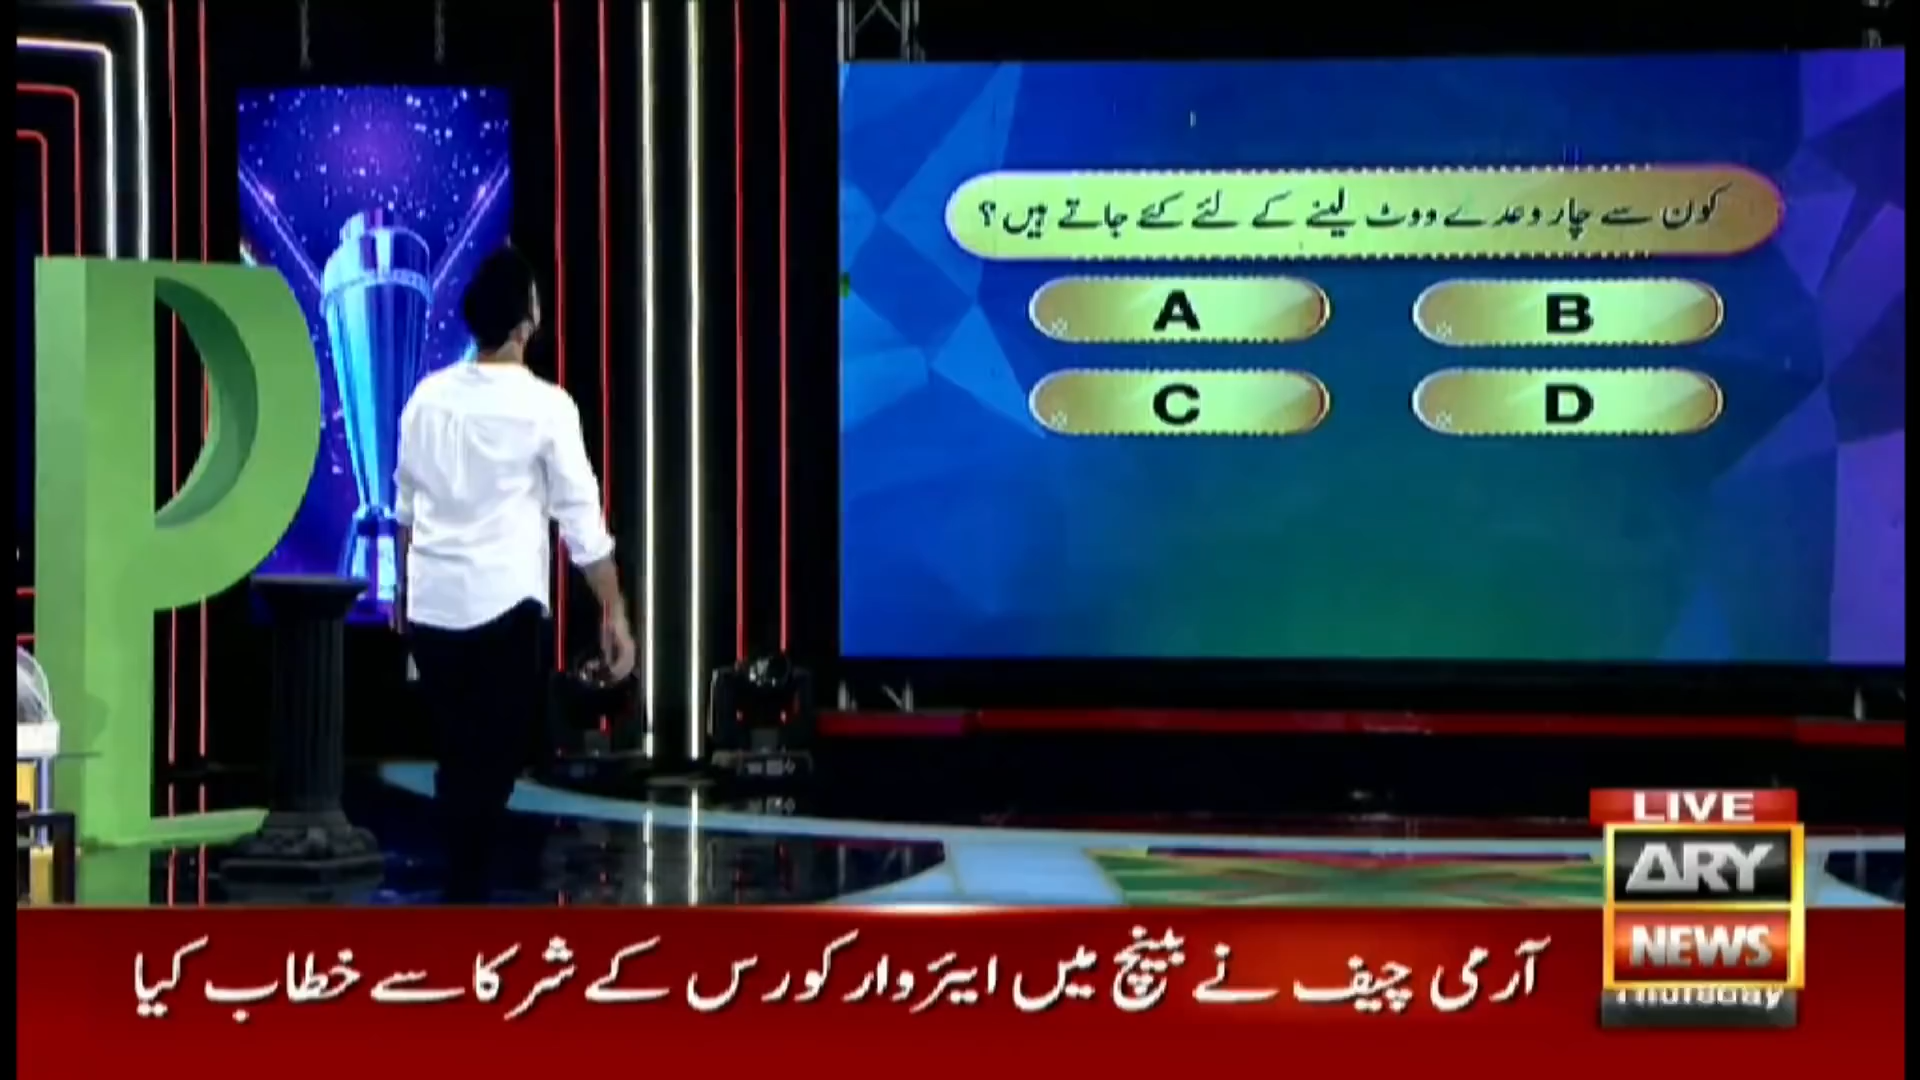 کون سے چار وعدے ووٹ لینے کے لئے کئے جاتے ہیں؟
A
B
C
D
P
LIVE
ARY
NEWS
Thursday
آرمی چیف نے بینچ میں ایئر وار کورس کے شرکا سے خطاب کیا